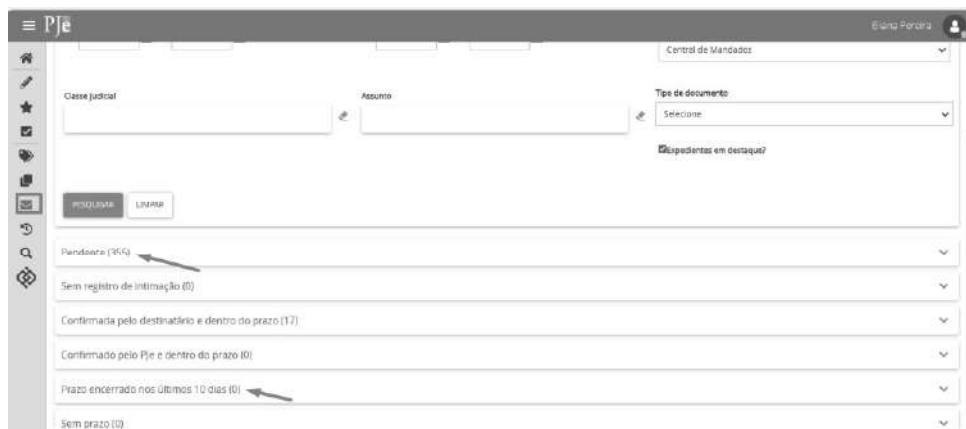 PJe
Eliana Pereira
Central de Mandados
Classe judicial
Assunto
Tipo de documento
Selecione
Expedientes em destaque?
PESQUISAR
LIMPAR
Pendente (355)
Sem registro de intimação (0)
Confirmada pelo destinatário e dentro do prazo (17)
Confirmado pelo PJe e dentro do prazo (0)
Prazo encerrado nos últimos 10 dias (0)
Sem prazo (0)